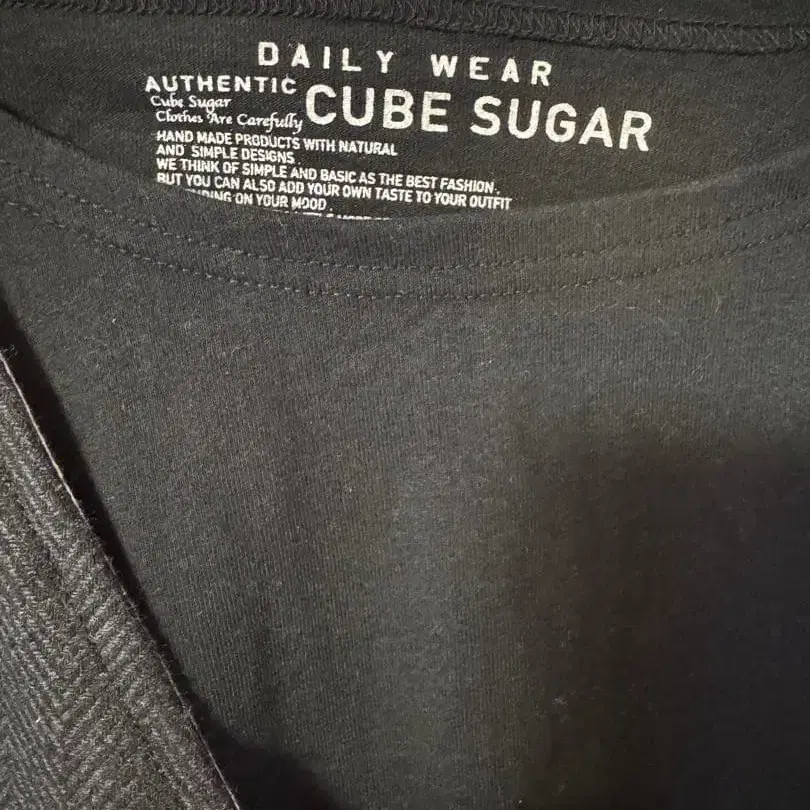 DAILY WEAR
AUTHENTIC CUBE SUGAR
Cube Sugar
Clothes Are Carefully
HAND MADE PRODUCTS WITH NATURAL
AND SIMPLE DESIGNS
WE THINK OF SIMPLE AND BASIC AS THE BEST FASHION.
BUT YOU CAN ALSO ADD YOUR OWN TASTE TO YOUR OUTFIT
ON YOUR MOOD.